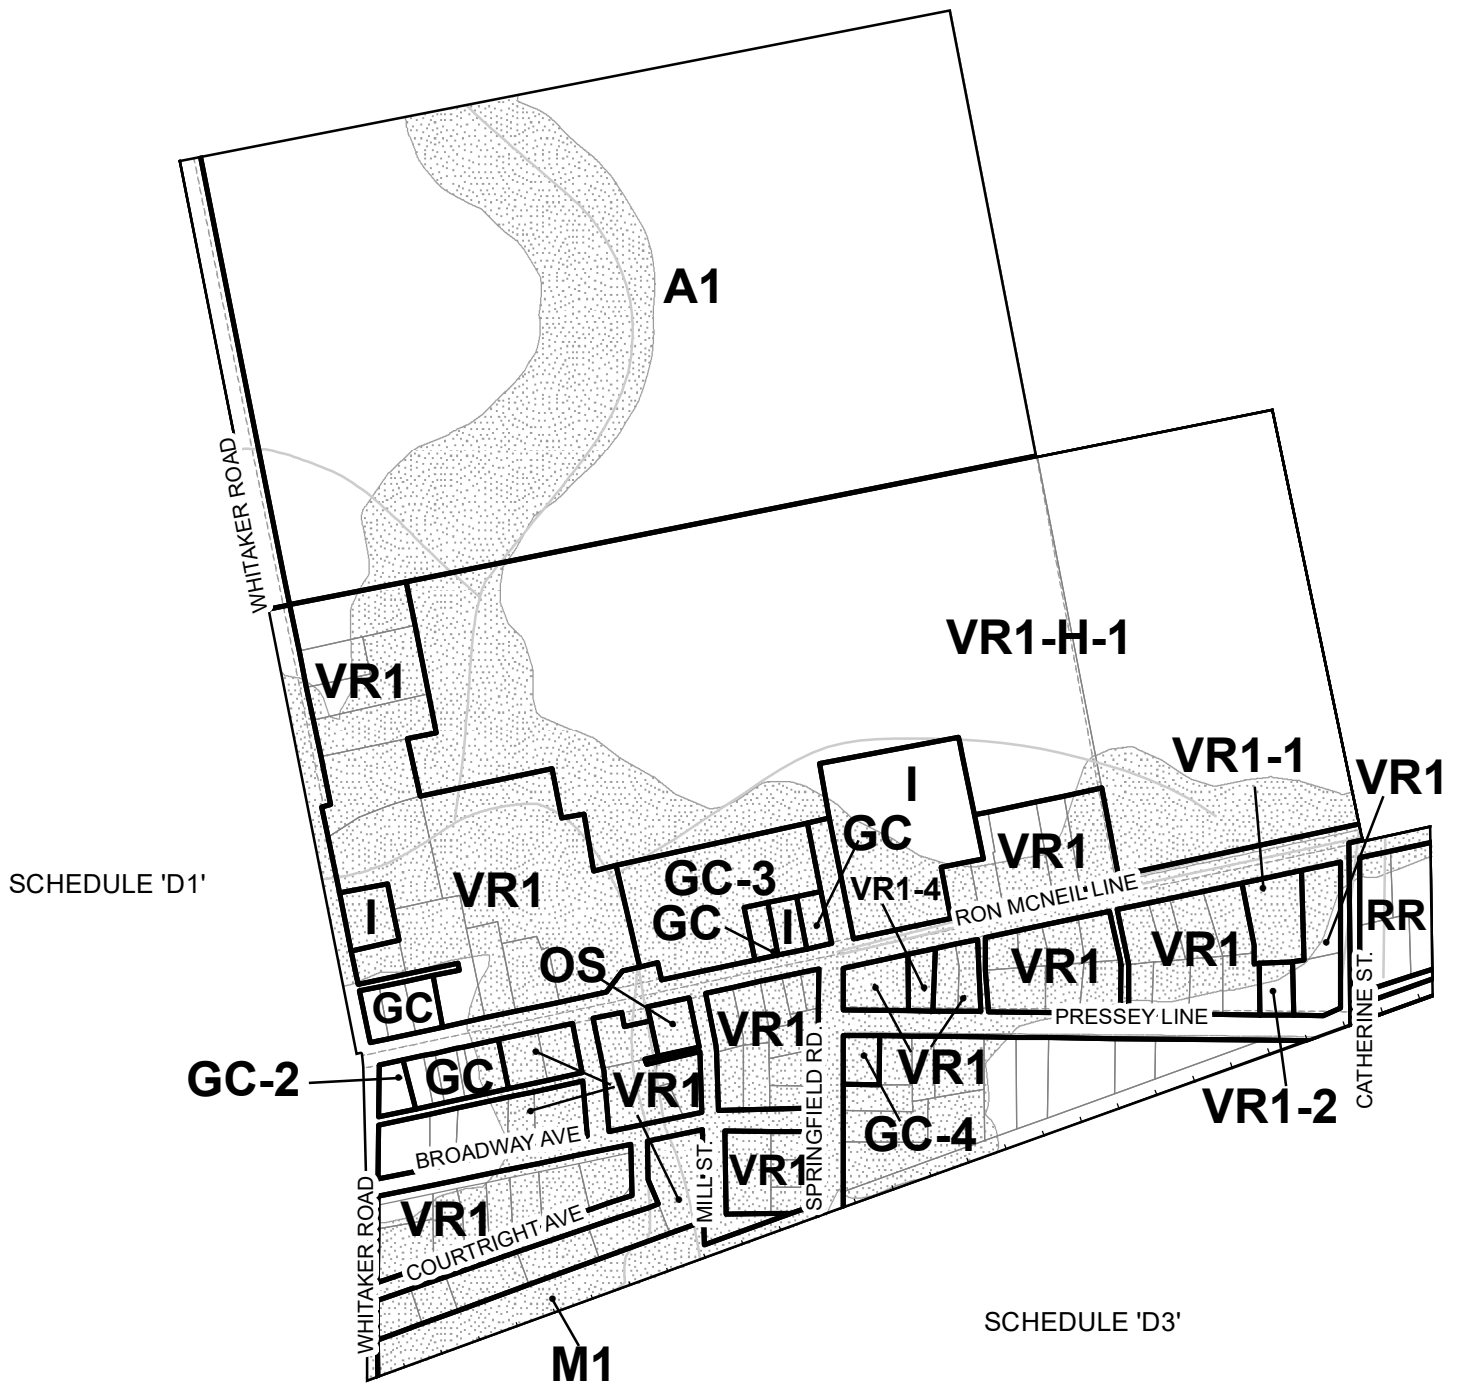 A1
WHITAKER ROAD
VR1-H-1
VR1
VR1-1
VR1
I
GC
VR1
SCHEDULE 'D1'
GC-3
VR1-4
VR1
RON MCNEIL LINE
I
GC
I
RR
OS
VR1
VR1
GC
VR1
PRESSEY LINE
CATHERINE ST.
GC-2
GC
VR1
VR1
VR1-2
SPRINGFIELD RD.
GC-4
BROADWAY AVE
MILL ST.
VR1
VR1
COURTRIGHT AVE
WHITAKER ROAD
SCHEDULE 'D3'
M1